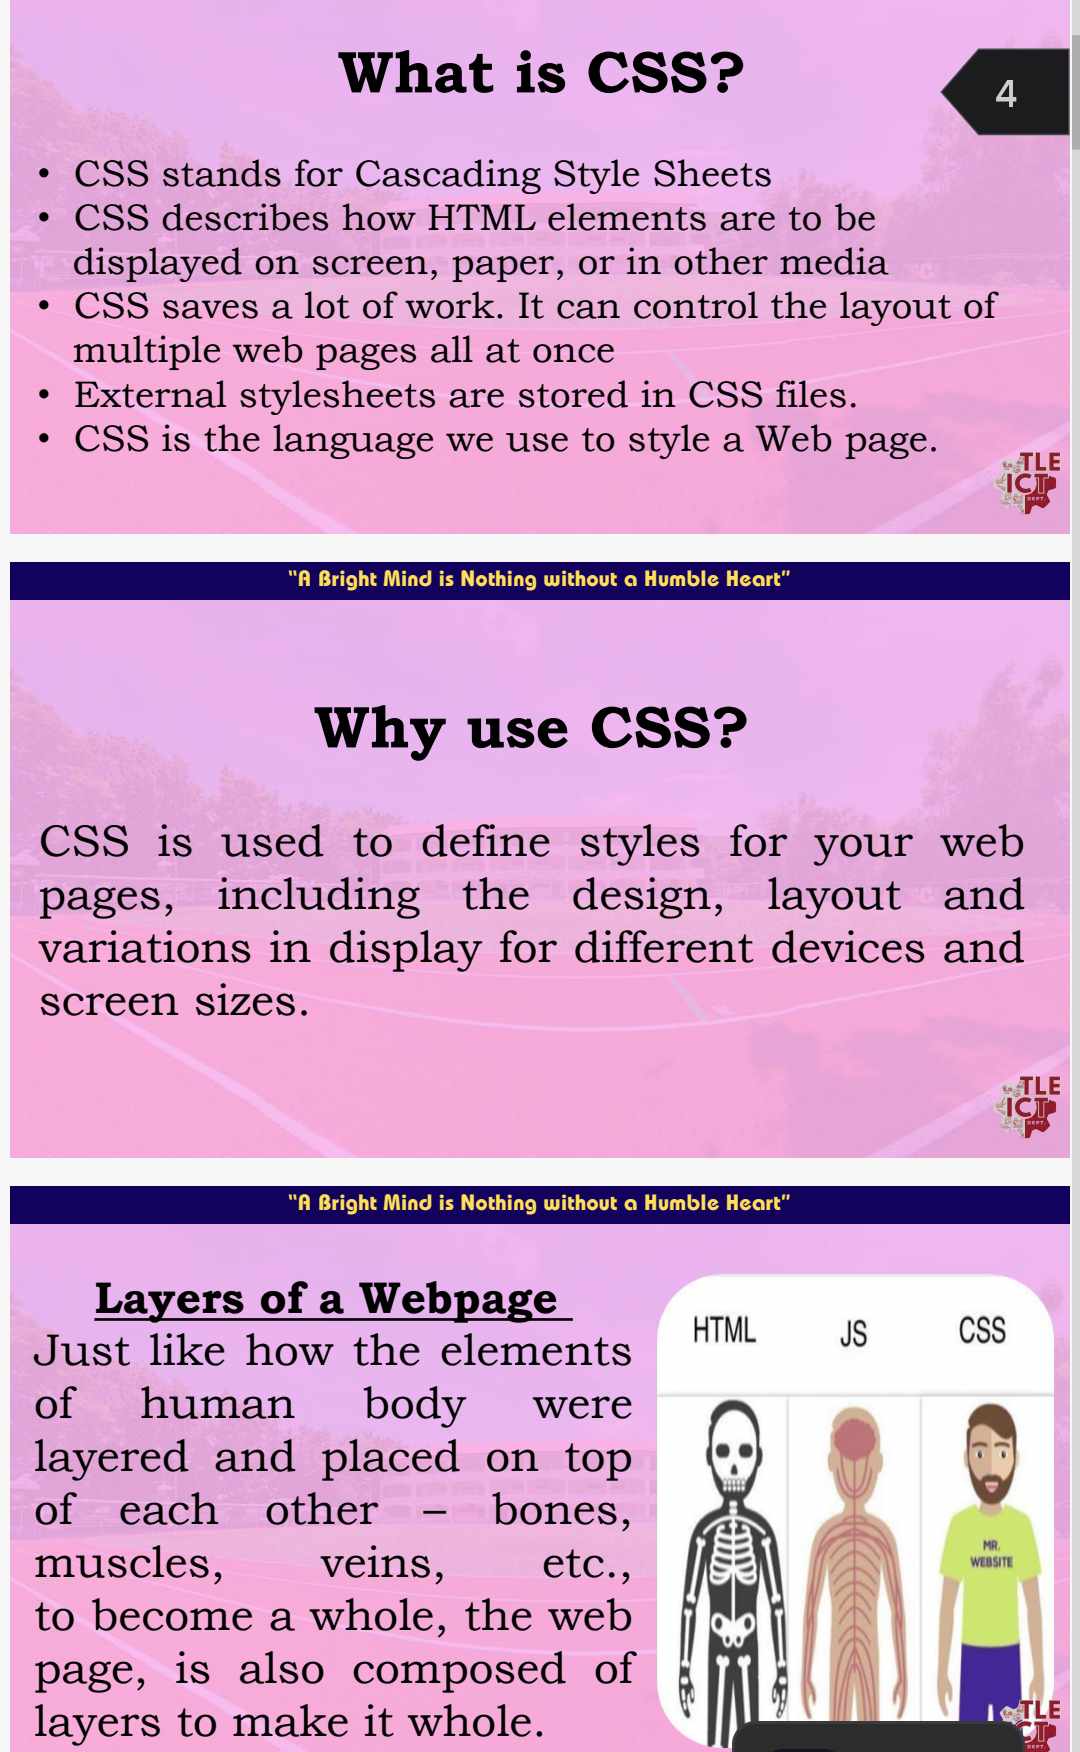 What is CSS?
4
• CSS stands for Cascading Style Sheets
• CSS describes how HTML elements are to be
displayed on screen, paper, or in other media
• CSS saves a lot of work. It can control the layout of
multiple web pages all at once
• External stylesheets are stored in CSS files.
• CSS is the language we use to style a Web page.
TLE
ICT
DEPT.
"A Bright Mind is Nothing without a Humble Heart"
Why use CSS?
CSS is used to define styles for your web
pages, including the design, layout and
variations in display for different devices and
screen sizes.
TLE
ICT
DEPT.
"A Bright Mind is Nothing without a Humble Heart"
Layers of a Webpage
Just like how the elements
of human body were
layered and placed on top
of each other – bones,
muscles, veins, etc.,
to become a whole, the web
page, is also composed of
layers to make it whole.
HTML JS CSS
MR.
WEBSITE
TLE
CT
DEPT.